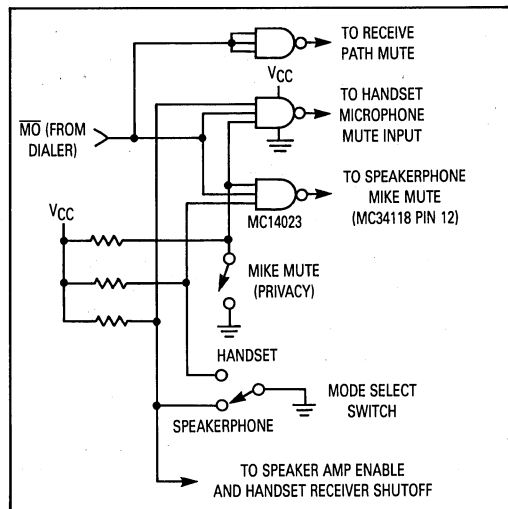 TO RECEIVE
PATH MUTE
VCC
TO HANDSET
MICROPHONE
MUTE INPUT
MO (FROM
DIALER)
TO SPEAKERPHONE
MIKE MUTE
(MC34118 PIN 12)
MC14023
VCC
MIKE MUTE
(PRIVACY)
HANDSET
MODE SELECT
SWITCH
SPEAKERPHONE
TO SPEAKER AMP ENABLE
AND HANDSET RECEIVER SHUTOFF